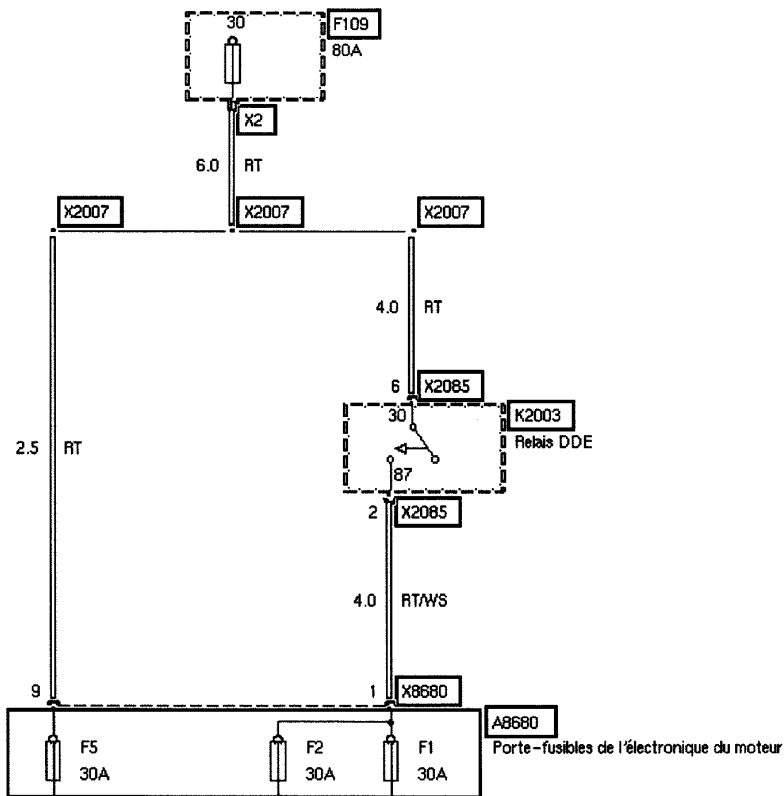 30 F109
80A
X2
6.0 RT
X2007 X2007 X2007
4.0 RT
6 X2085
30 K2003
Relais DDE
2.5 RT
87
2 X2085
4.0 RT/WS
9 1 X8680
A8680
F5 F2 F1 Porte-fusibles de l'électronique du moteur
30A 30A 30A